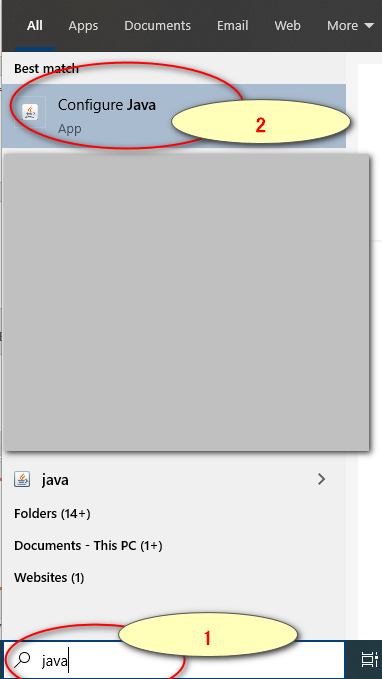 All Apps Documents Email Web More
Best match
Configure Java
App
2
java
Folders (14+)
Documents - This PC (1+)
Websites (1)
1
java